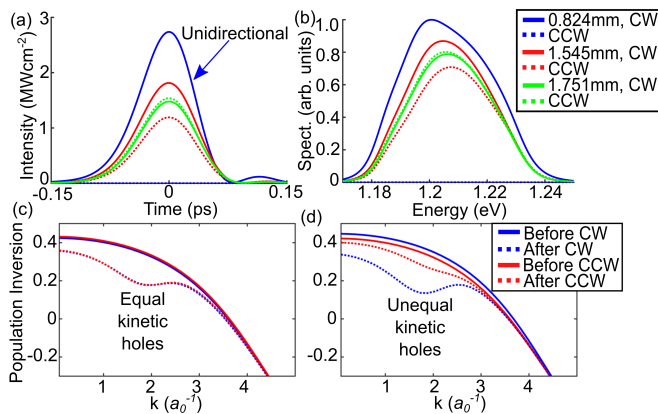 (a)
Unidirectional
Intensity (MWcm⁻²)
3
2
1
0
-0.15
0
0.15
Time (ps)
(b)
Spect. (arb. units)
1.0
0.8
0.6
0.4
0.2
0
1.18
1.20
1.22
1.24
Energy (eV)
0.824mm, CW
CCW
1.545mm, CW
CCW
1.751mm, CW
CCW
(c)
Population Inversion
0.4
0.2
0
-0.2
Equal
kinetic
holes
1
2
3
4
k (a₀⁻¹)
(d)
0.4
0.2
0
-0.2
Unequal
kinetic
holes
1
2
3
4
k (a₀⁻¹)
Before CW
After CW
Before CCW
After CCW